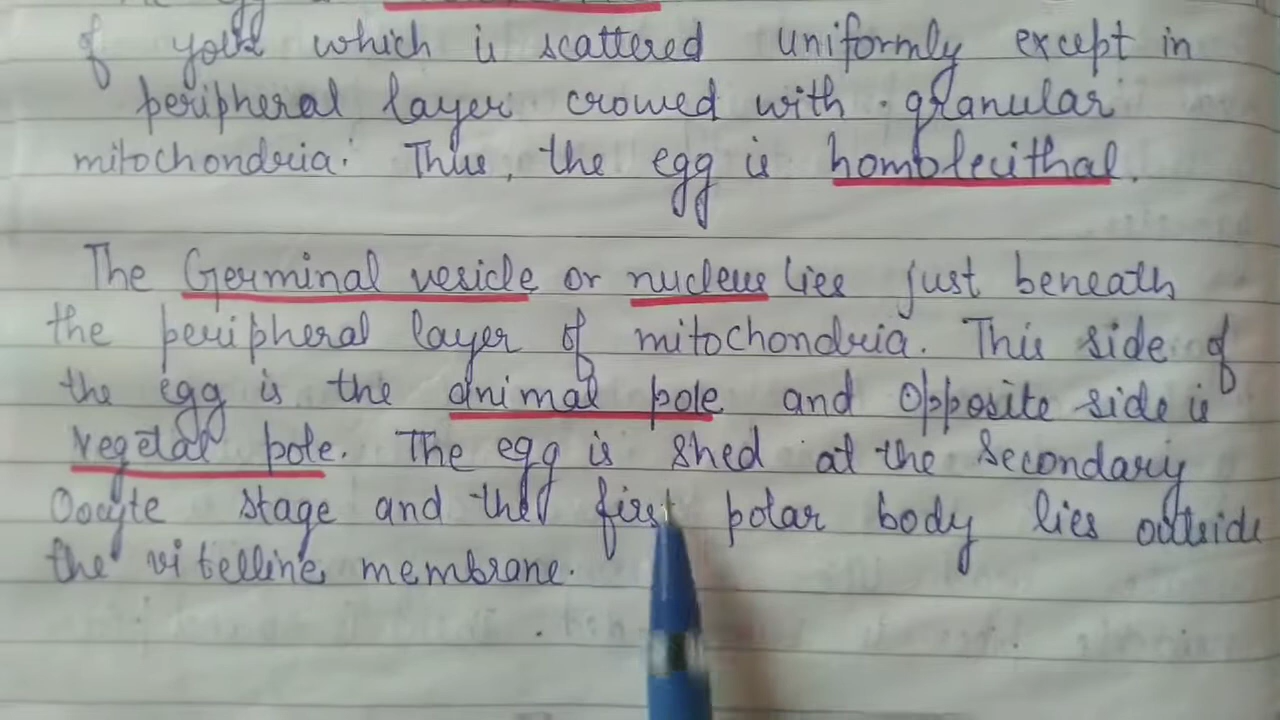 of yolk which is scattered uniformly except in
peripheral layer crowed with granular
mitochondria. Thus, the egg is homolecithal.
The Germinal vesicle or nucleus lies just beneath
the peripheral layer of mitochondria. This side of
the egg is the animal pole and opposite side is
vegetal pole. The egg is shed at the secondary
Oocyte stage and the first polar body lies outside
the vitelline membrane.